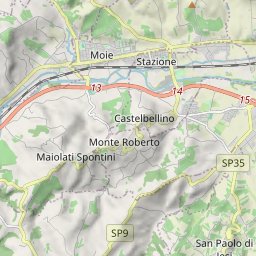 Moie
Stazione
13
14
15
Castelbellino
Monte Roberto
Maiolati Spontini
SP35
SP9
San Paolo di
Jesi